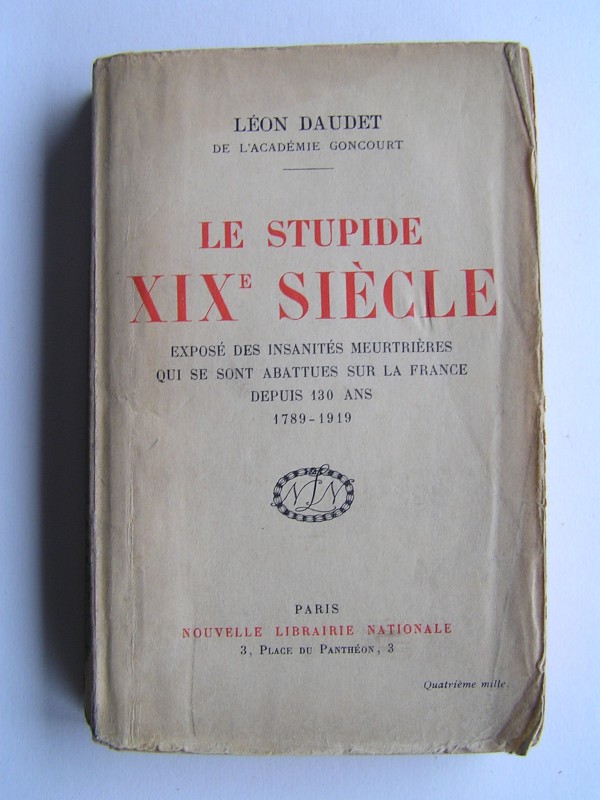 LÉON DAUDET
DE L'ACADÉMIE GONCOURT
LE STUPIDE
XIXᴱ SIÈCLE
EXPOSÉ DES INSANITÉS MEURTRIÈRES
QUI SE SONT ABATTUES SUR LA FRANCE
DEPUIS 130 ANS
1789-1919
NLN
PARIS
NOUVELLE LIBRAIRIE NATIONALE
3, PLACE DU PANTHÉON, 3
Quatrième mille.